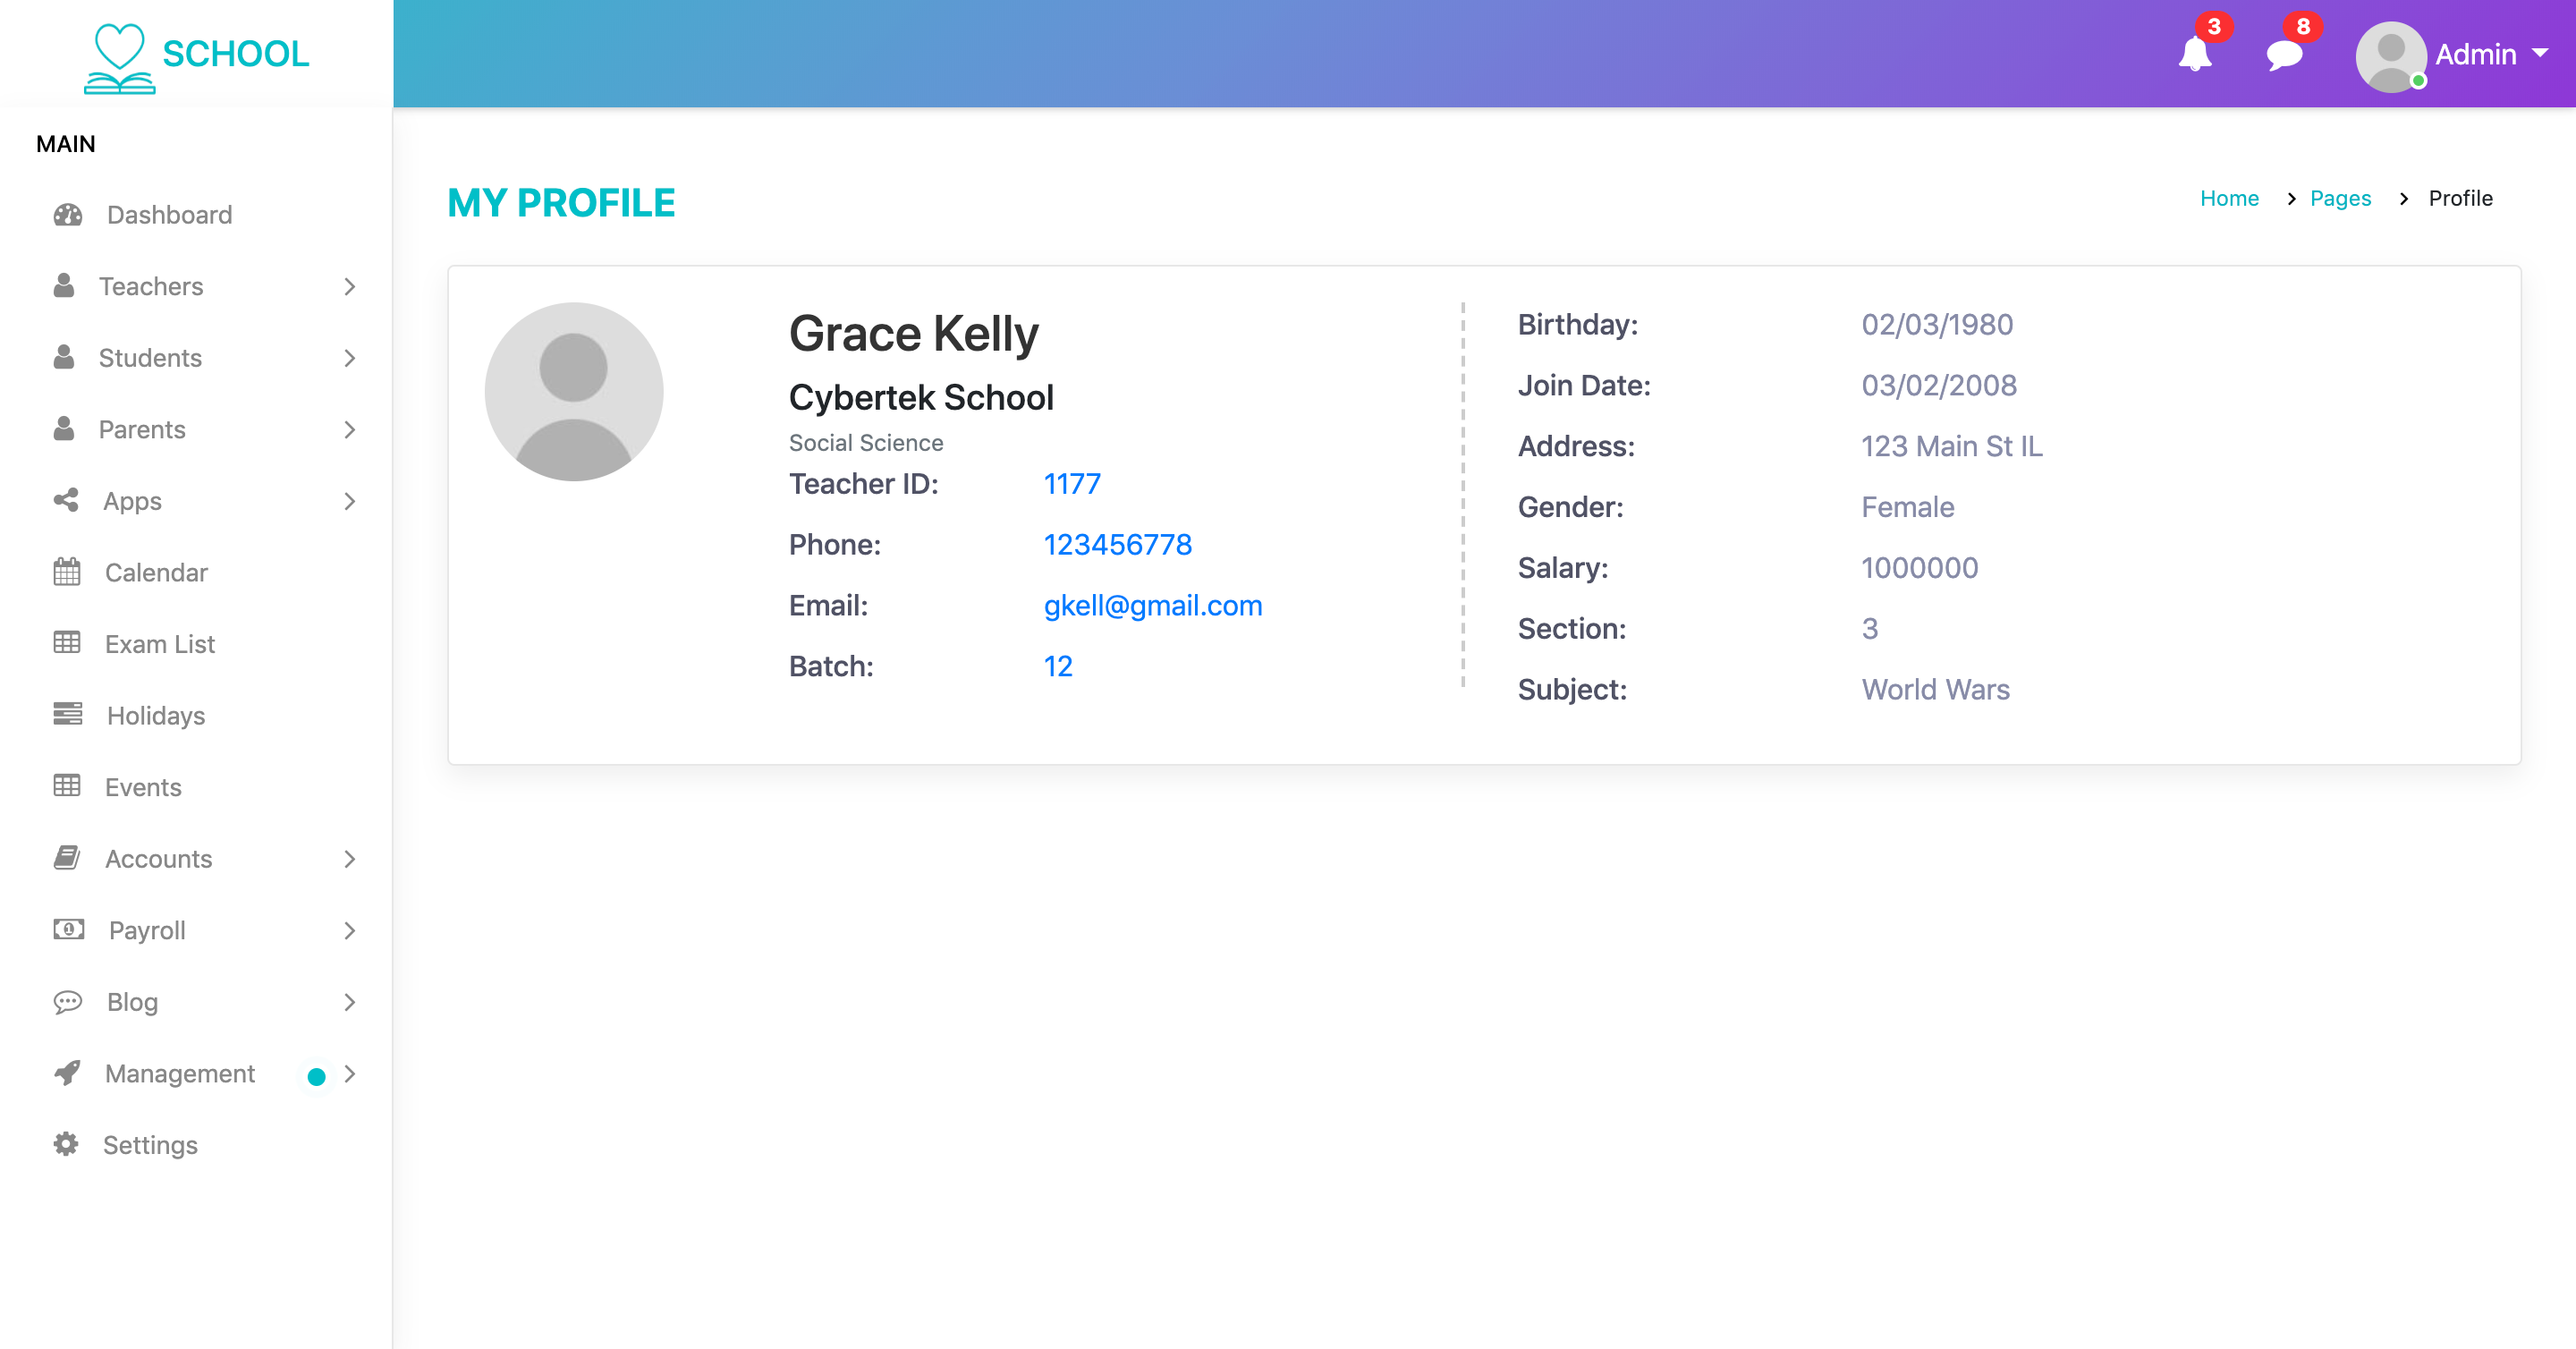 SCHOOL
3
8
Admin
MAIN
Dashboard
Teachers
Students
Parents
Apps
Calendar
Exam List
Holidays
Events
Accounts
Payroll
Blog
Management
Settings
MY PROFILE
Home > Pages > Profile
Grace Kelly
Cybertek School
Social Science
Teacher ID: 1177
Phone: 123456778
Email: gkell@gmail.com
Batch: 12
Birthday: 02/03/1980
Join Date: 03/02/2008
Address: 123 Main St IL
Gender: Female
Salary: 1000000
Section: 3
Subject: World Wars